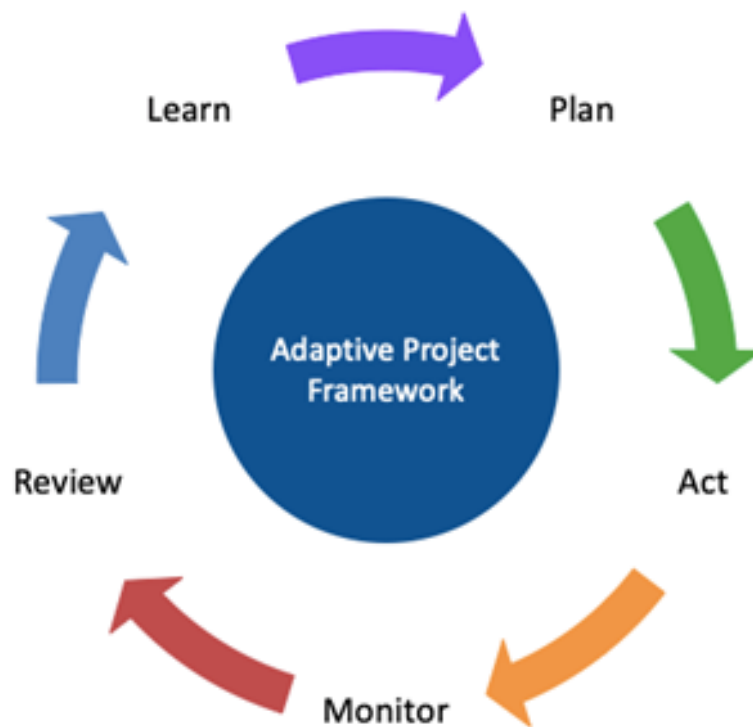 Learn
Plan
Adaptive Project
Framework
Review
Act
Monitor